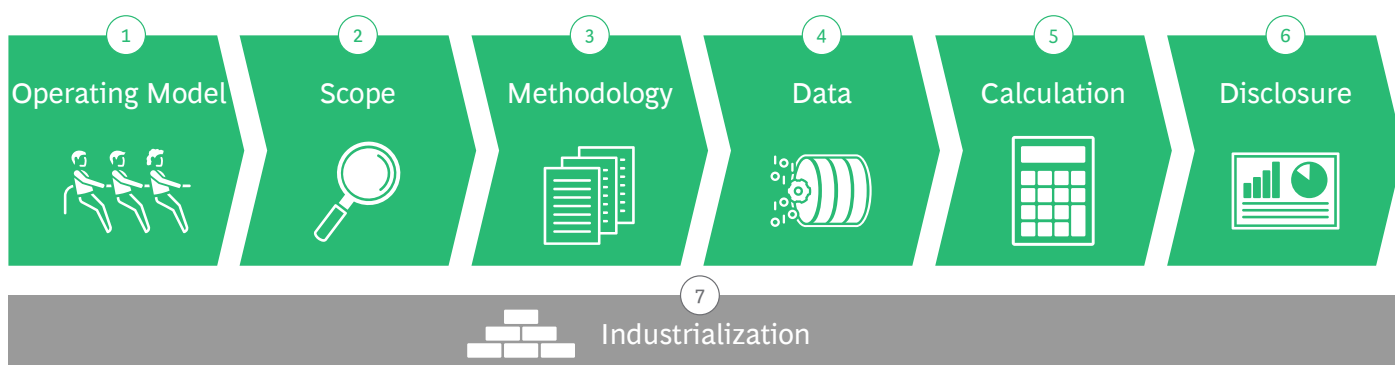 1
Operating Model
2
Scope
3
Methodology
4
Data
5
Calculation
6
Disclosure
7
Industrialization